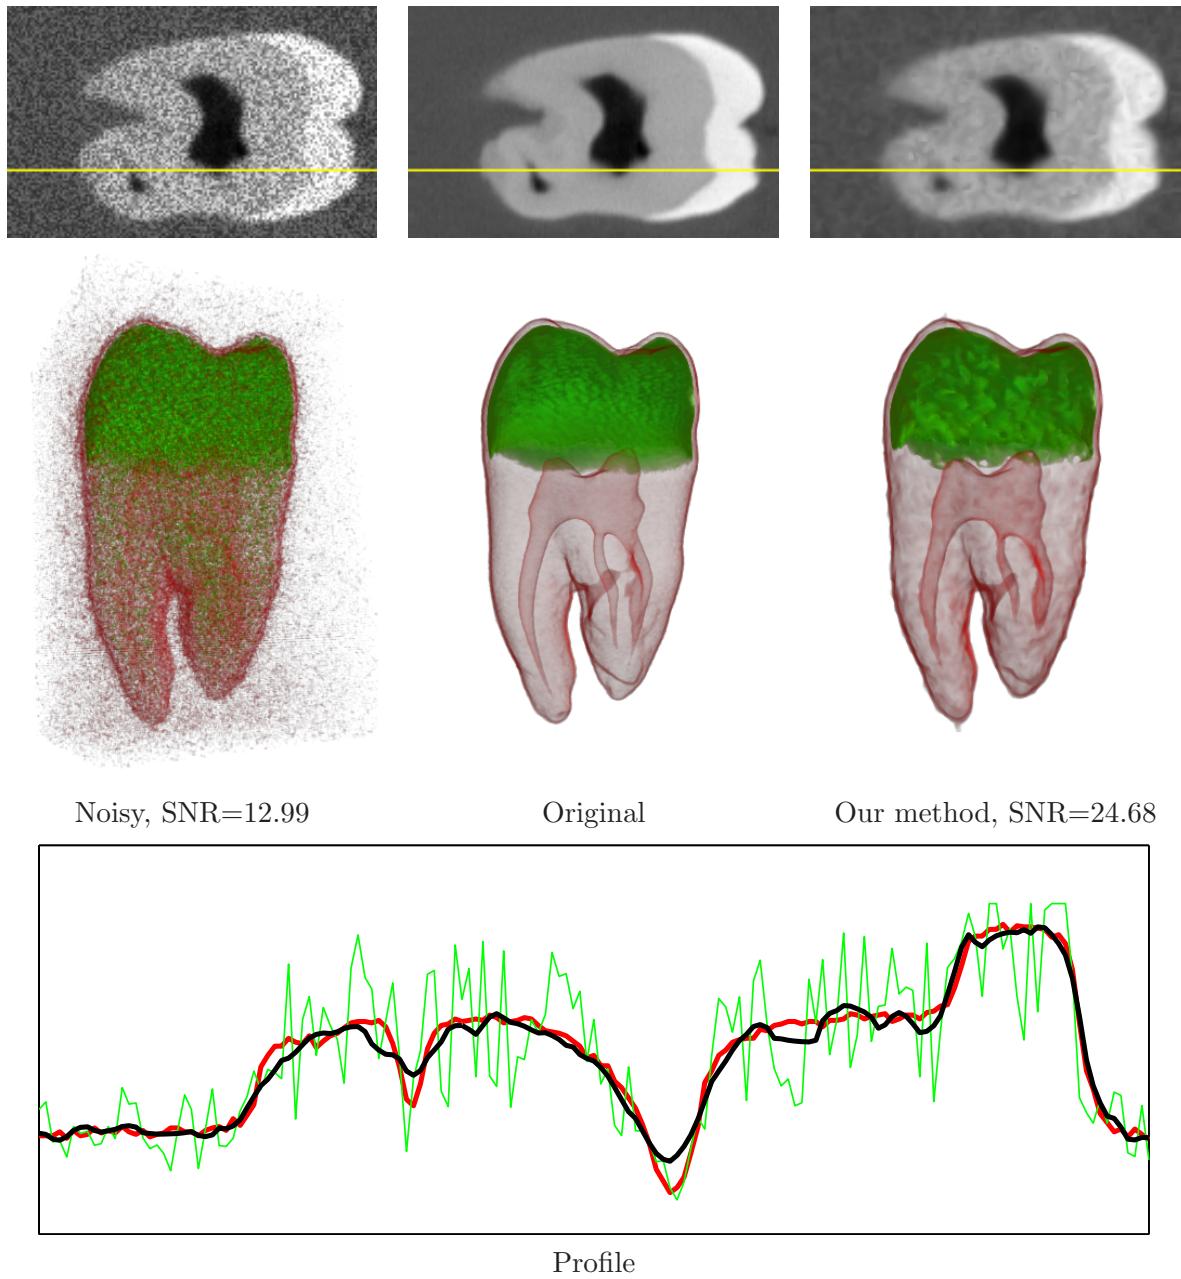 Noisy, SNR=12.99
Original
Our method, SNR=24.68
Profile